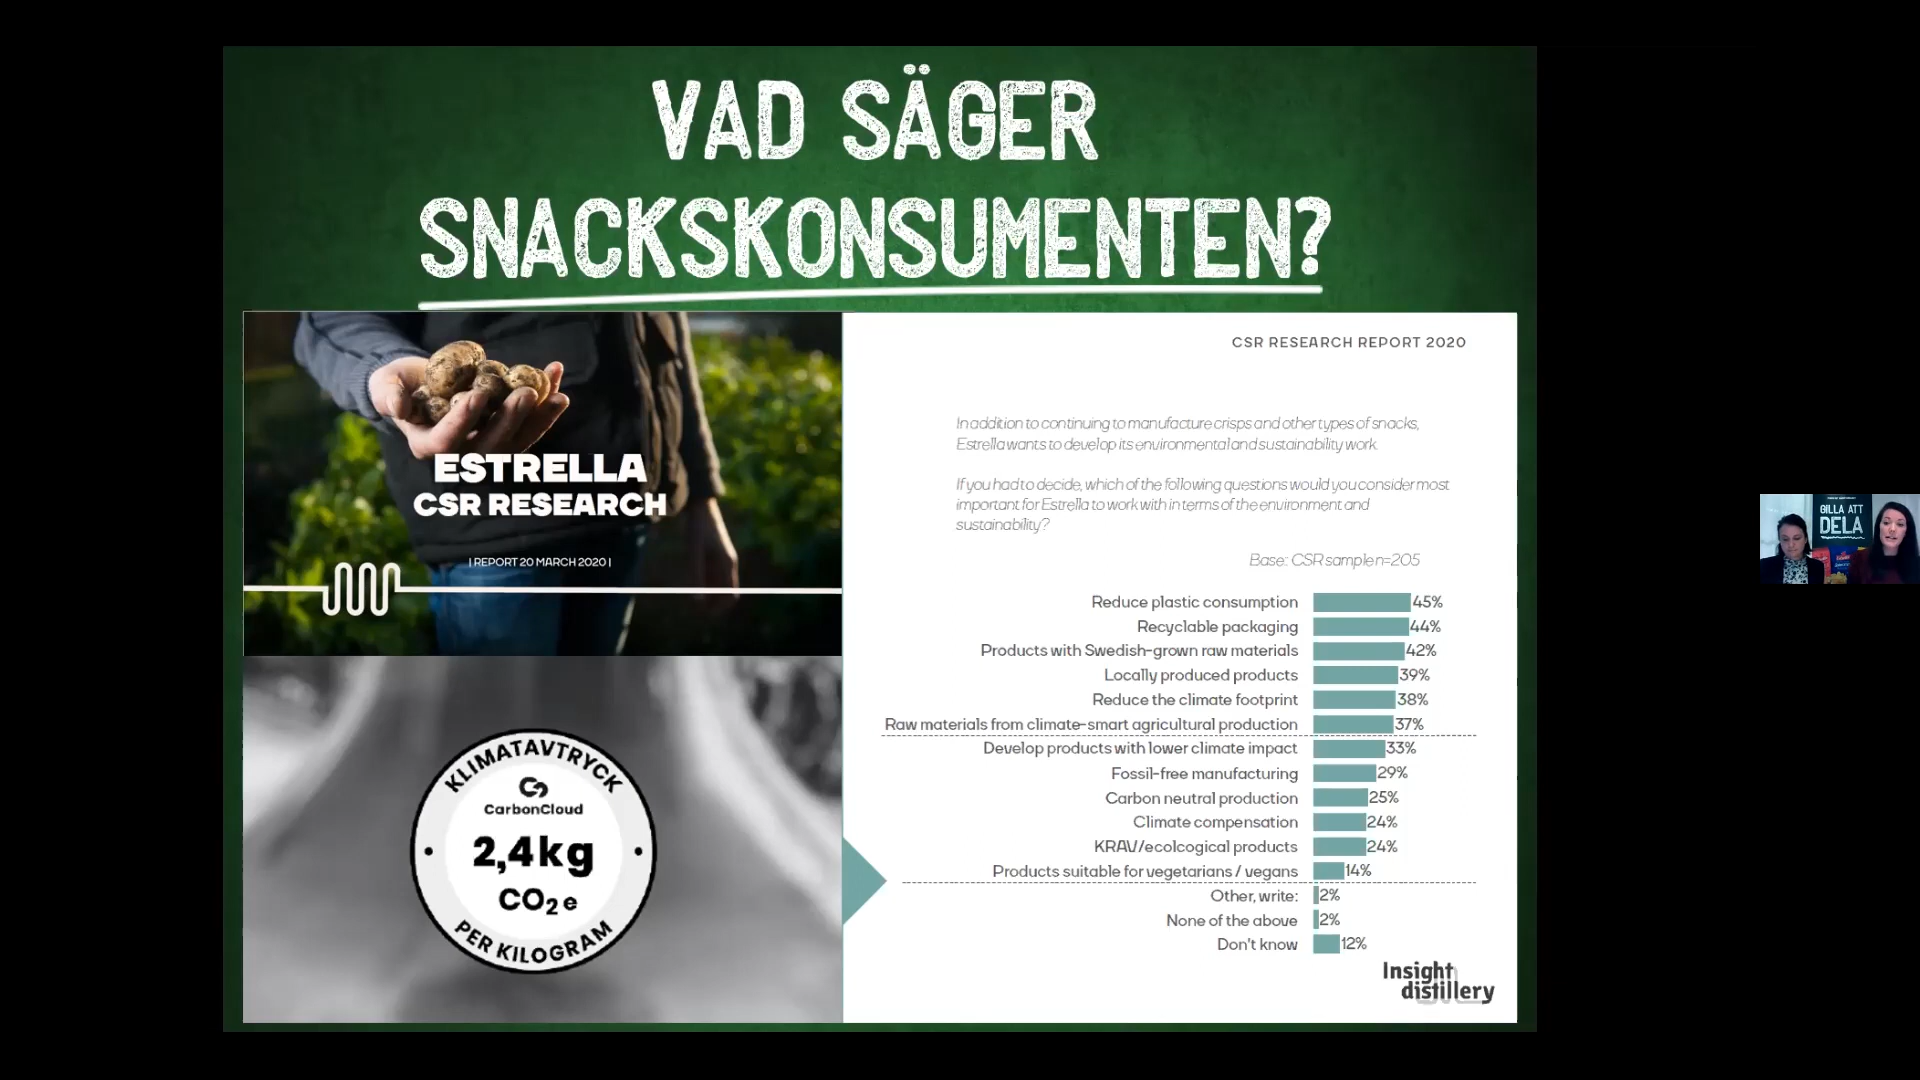 VAD SÄGER
SNACKSKONSUMENTEN?
ESTRELLA
CSR RESEARCH
| REPORT 20 MARCH 2020 |
KLIMATAVTRYCK
CarbonCloud
2,4kg
CO2e
PER KILOGRAM
CSR RESEARCH REPORT 2020
In addition to continuing to manufacture crisps and other types of snacks,
Estrella wants to develop its environmental and sustainability work.
If you had to decide, which of the following questions would you consider most
important for Estrella to work with in terms of the environment and
sustainability?
Base: CSR sample n=205
Reduce plastic consumption 45%
Recyclable packaging 44%
Products with Swedish-grown raw materials 42%
Locally produced products 39%
Reduce the climate footprint 38%
Raw materials from climate-smart agricultural production 37%
Develop products with lower climate impact 33%
Fossil-free manufacturing 29%
Carbon neutral production 25%
Climate compensation 24%
KRAV/ecolcogical products 24%
Products suitable for vegetarians / vegans 14%
Other, write: 2%
None of the above 2%
Don't know 12%
Insight
distillery
GILLA ATT
DELA